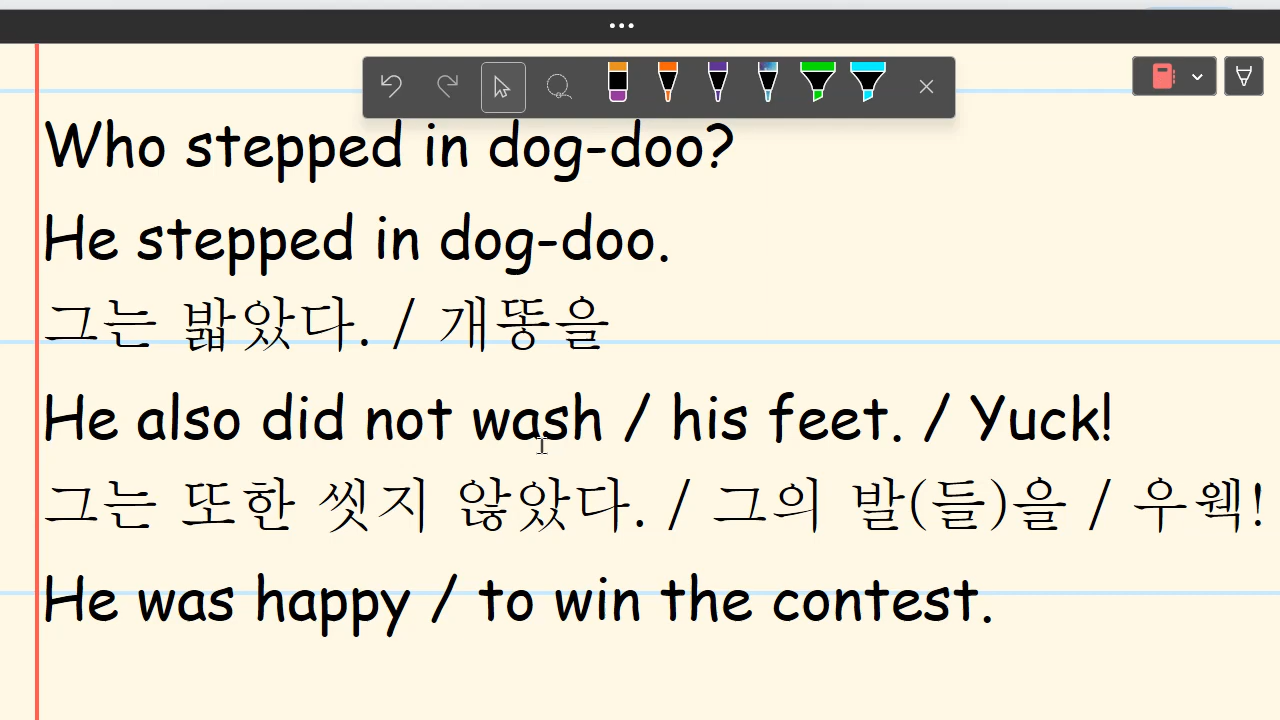 Who stepped in dog-doo?
He stepped in dog-doo.
그는 밟았다. / 개똥을
He also did not wash / his feet. / Yuck!
그는 또한 씻지 않았다. / 그의 발(들)을 / 우웩!
He was happy / to win the contest.